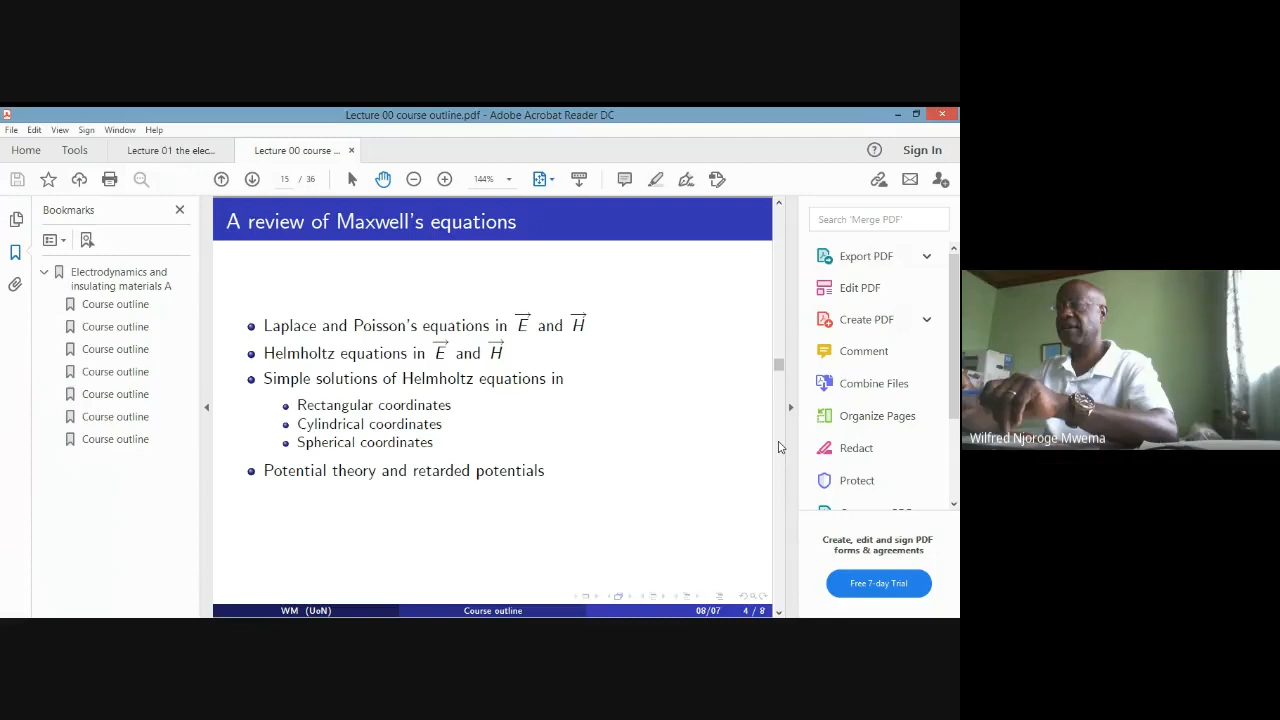 Lecture 00 course outline.pdf - Adobe Acrobat Reader DC
File Edit View Sign Window Help
Home Tools Lecture 01 the elec... Lecture 00 course ... × Sign In
15 / 36 144%
Bookmarks
Electrodynamics and
insulating materials A
Course outline
Course outline
Course outline
Course outline
Course outline
Course outline
Course outline
A review of Maxwell's equations
Laplace and Poisson's equations in E and H
Helmholtz equations in E and H
Simple solutions of Helmholtz equations in
Rectangular coordinates
Cylindrical coordinates
Spherical coordinates
Potential theory and retarded potentials
WM (UoN) Course outline 08/07 4 / 8
Search 'Merge PDF'
Export PDF
Edit PDF
Create PDF
Comment
Combine Files
Organize Pages
Redact
Protect
Create, edit and sign PDF
forms & agreements
Free 7-day Trial
Wilfred Njoroge Mwema